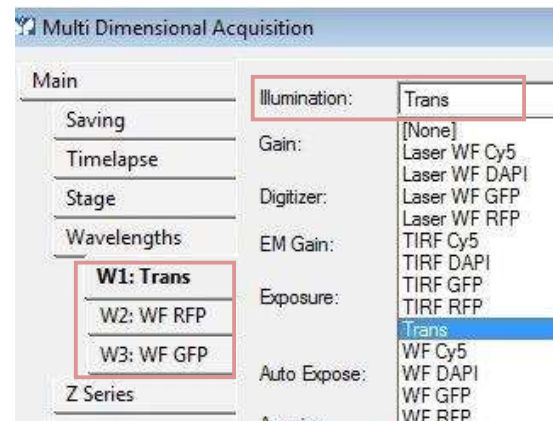 Multi Dimensional Acquisition
Main
Saving
Timelapse
Stage
Wavelengths
W1: Trans
W2: WF RFP
W3: WF GFP
Z Series
Illumination:
Trans
Gain:
Digitizer:
EM Gain:
Exposure:
Auto Expose:
[None]
Laser WF Cy5
Laser WF DAPI
Laser WF GFP
Laser WF RFP
TIRF Cy5
TIRF DAPI
TIRF GFP
TIRF RFP
Trans
WF Cy5
WF DAPI
WF GFP
WF RFP